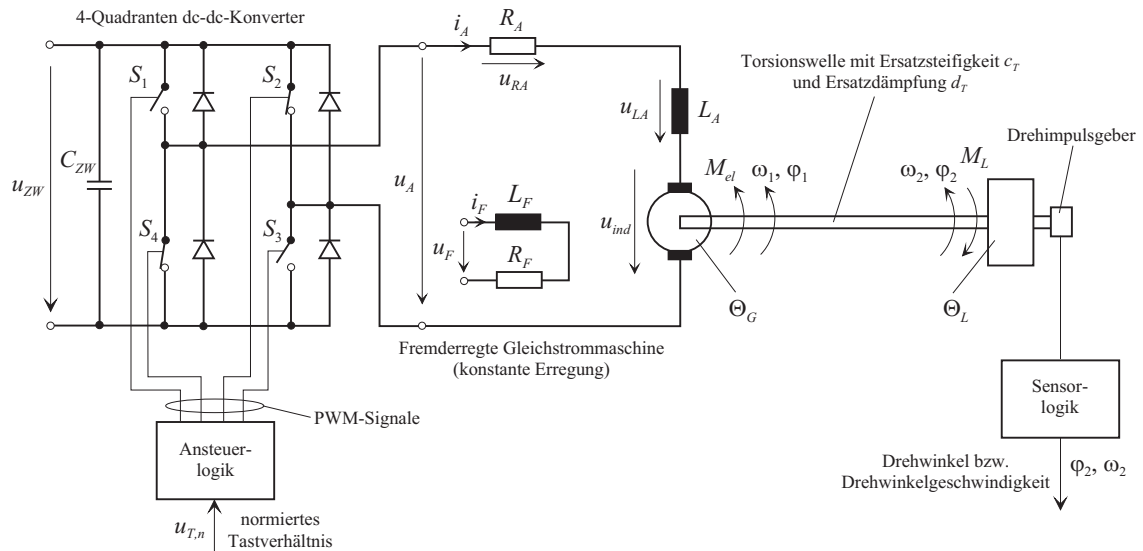 4-Quadranten dc-dc-Konverter
i_A
R_A
u_RA
S_1
S_2
Torsionswelle mit Ersatzsteifigkeit c_T
und Ersatzdämpfung d_T
u_LA
L_A
Drehimpulsgeber
C_ZW
u_ZW
u_A
M_el
ω_1, φ_1
ω_2, φ_2
M_L
i_F
L_F
u_ind
S_4
S_3
u_F
R_F
Θ_G
Θ_L
Fremderregte Gleichstrommaschine
(konstante Erregung)
PWM-Signale
Sensor-
logik
Ansteuer-
logik
Drehwinkel bzw.
Drehwinkelgeschwindigkeit
φ_2, ω_2
u_T,n
normiertes
Tastverhältnis